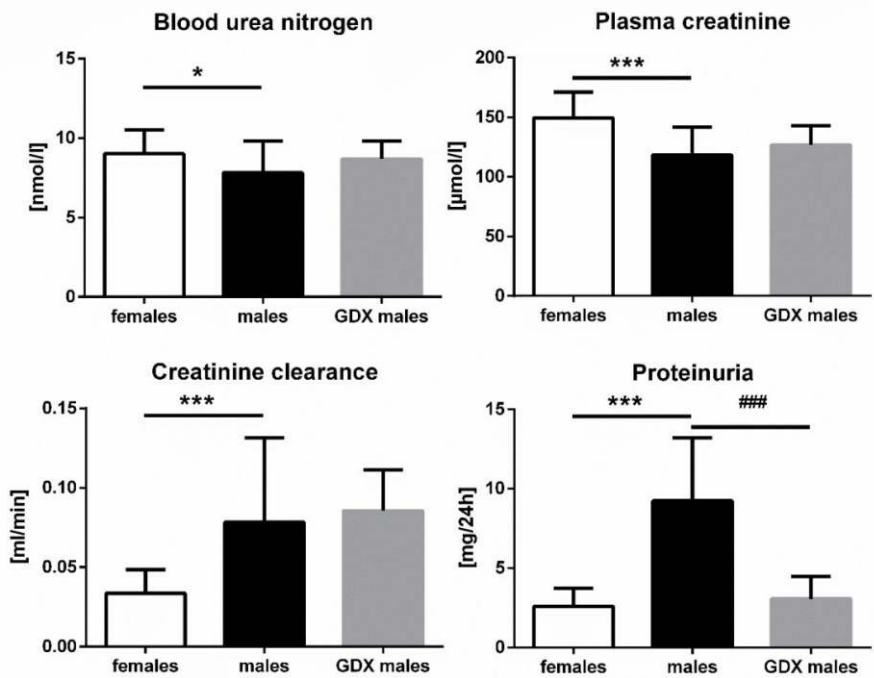 Blood urea nitrogen
[nmol/l]
15
10
5
0
*
females
males
GDX males
Plasma creatinine
[µmol/l]
200
150
100
50
0
***
females
males
GDX males
Creatinine clearance
[ml/min]
0.15
0.10
0.05
0.00
***
females
males
GDX males
Proteinuria
[mg/24h]
15
10
5
0
***
###
females
males
GDX males